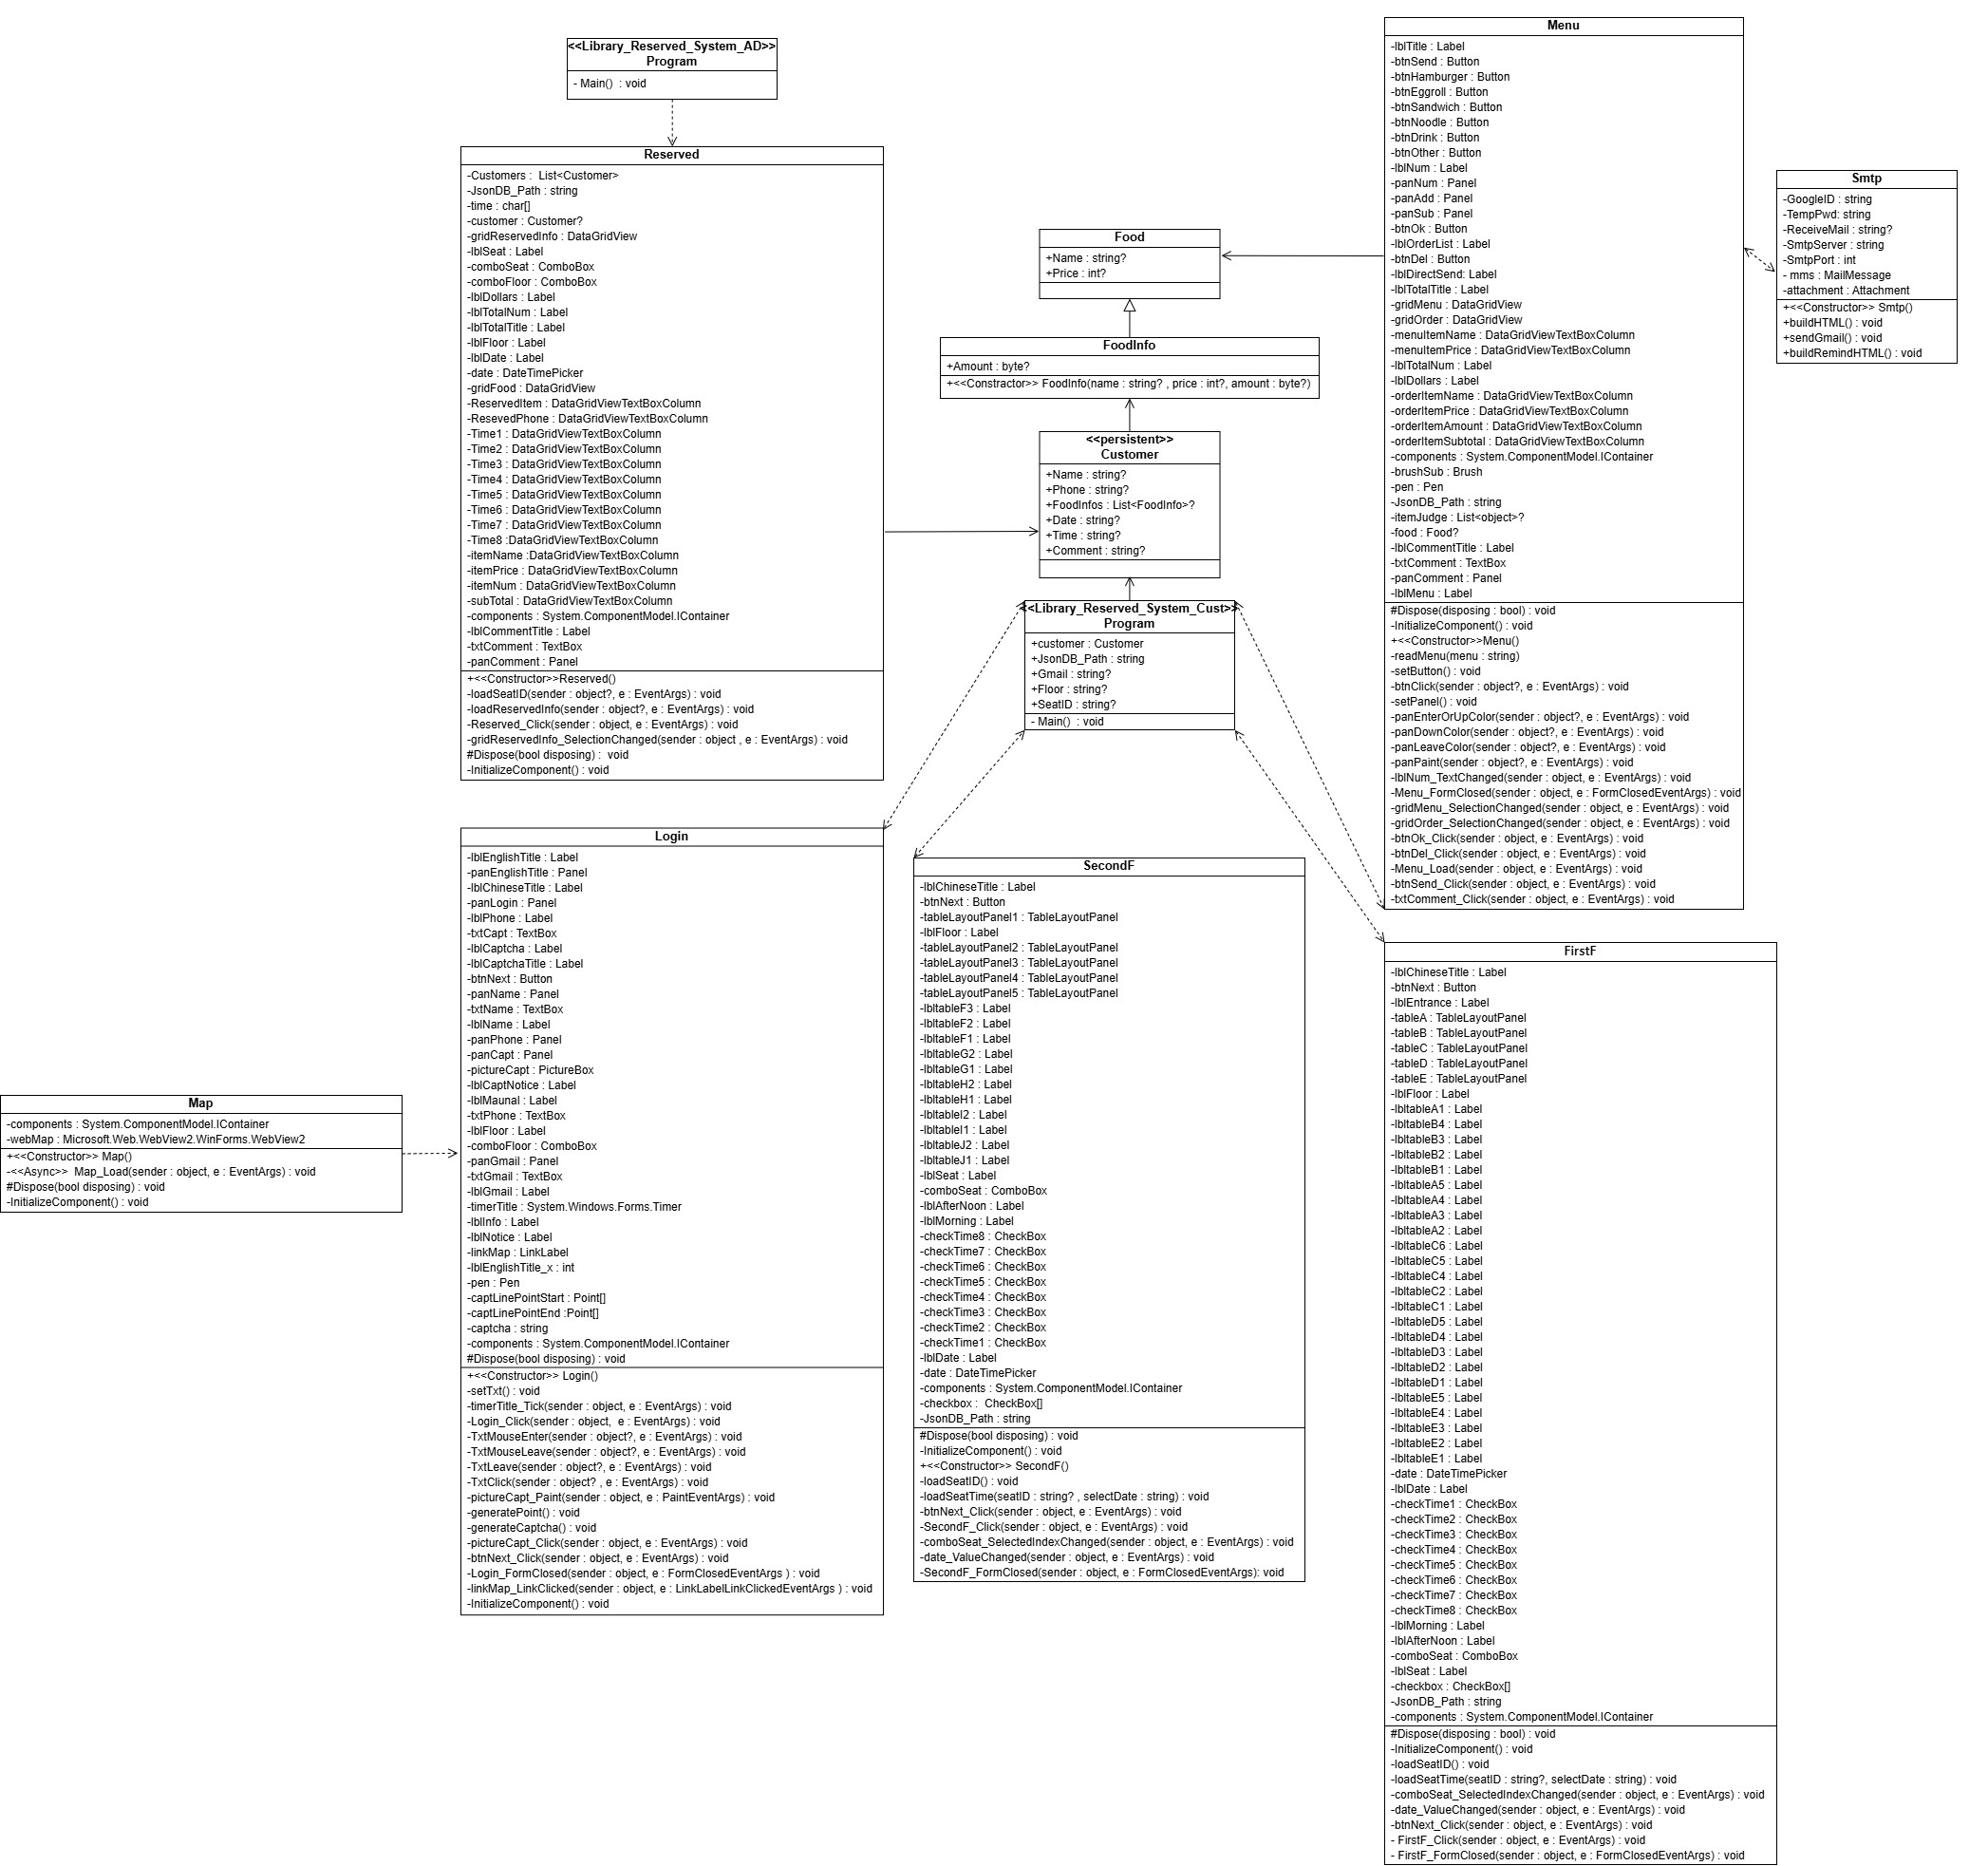 <<Library_Reserved_System_AD>>
Program
- Main()  : void
Reserved
-Customers :  List<Customer>
-JsonDB_Path : string
-time : char[]
-customer : Customer?
-gridReservedInfo : DataGridView
-lblSeat : Label
-comboSeat : ComboBox
-comboFloor : ComboBox
-lblDollars : Label
-lblTotalNum : Label
-lblTotalTitle : Label
-lblFloor : Label
-lblDate : Label
-date : DateTimePicker
-gridFood : DataGridView
-ReservedItem : DataGridViewTextBoxColumn
-ResevedPhone : DataGridViewTextBoxColumn
-Time1 : DataGridViewTextBoxColumn
-Time2 : DataGridViewTextBoxColumn
-Time3 : DataGridViewTextBoxColumn
-Time4 : DataGridViewTextBoxColumn
-Time5 : DataGridViewTextBoxColumn
-Time6 : DataGridViewTextBoxColumn
-Time7 : DataGridViewTextBoxColumn
-Time8 :DataGridViewTextBoxColumn
-itemName :DataGridViewTextBoxColumn
-itemPrice : DataGridViewTextBoxColumn
-itemNum : DataGridViewTextBoxColumn
-subTotal : DataGridViewTextBoxColumn
-components : System.ComponentModel.IContainer
-lblCommentTitle : Label
-txtComment : TextBox
-panComment : Panel
+<<Constructor>>Reserved()
-loadSeatID(sender : object?, e : EventArgs) : void
-loadReservedInfo(sender : object?, e : EventArgs) : void
-Reserved_Click(sender : object, e : EventArgs) : void
-gridReservedInfo_SelectionChanged(sender : object , e : EventArgs) : void
#Dispose(bool disposing) :  void
-InitializeComponent() : void
Food
+Name : string?
+Price : int?
FoodInfo
+Amount : byte?
+<<Constractor>> FoodInfo(name : string? , price : int?, amount : byte?)
<<persistent>>
Customer
+Name : string?
+Phone : string?
+FoodInfos : List<FoodInfo>?
+Date : string?
+Time : string?
+Comment : string?
<<Library_Reserved_System_Cust>>
Program
+customer : Customer
+JsonDB_Path : string
+Gmail : string?
+Floor : string?
+SeatID : string?
- Main()  : void
Menu
-lblTitle : Label
-btnSend : Button
-btnHamburger : Button
-btnEggroll : Button
-btnSandwich : Button
-btnNoodle : Button
-btnDrink : Button
-btnOther : Button
-lblNum : Label
-panNum : Panel
-panAdd : Panel
-panSub : Panel
-btnOk : Button
-lblOrderList : Label
-btnDel : Button
-lblDirectSend: Label
-lblTotalTitle : Label
-gridMenu : DataGridView
-gridOrder : DataGridView
-menuItemName : DataGridViewTextBoxColumn
-menuItemPrice : DataGridViewTextBoxColumn
-lblTotalNum : Label
-lblDollars : Label
-orderItemName : DataGridViewTextBoxColumn
-orderItemPrice : DataGridViewTextBoxColumn
-orderItemAmount : DataGridViewTextBoxColumn
-orderItemSubtotal : DataGridViewTextBoxColumn
-components : System.ComponentModel.IContainer
-brushSub : Brush
-pen : Pen
-JsonDB_Path : string
-itemJudge : List<object>?
-food : Food?
-lblCommentTitle : Label
-txtComment : TextBox
-panComment : Panel
-lblMenu : Label
#Dispose(disposing : bool) : void
-InitializeComponent() : void
+<<Constructor>>Menu()
-readMenu(menu : string)
-setButton() : void
-btnClick(sender : object?, e : EventArgs) : void
-setPanel() : void
-panEnterOrUpColor(sender : object?, e : EventArgs) : void
-panDownColor(sender : object?, e : EventArgs) : void
-panLeaveColor(sender : object?, e : EventArgs) : void
-panPaint(sender : object?, e : EventArgs) : void
-lblNum_TextChanged(sender : object, e : EventArgs) : void
-Menu_FormClosed(sender : object, e : FormClosedEventArgs) : void
-gridMenu_SelectionChanged(sender : object, e : EventArgs) : void
-gridOrder_SelectionChanged(sender : object, e : EventArgs) : void
-btnOk_Click(sender : object, e : EventArgs) : void
-btnDel_Click(sender : object, e : EventArgs) : void
-Menu_Load(sender : object, e : EventArgs) : void
-btnSend_Click(sender : object, e : EventArgs) : void
-txtComment_Click(sender : object, e : EventArgs) : void
Smtp
-GoogleID : string
-TempPwd: string
-ReceiveMail : string?
-SmtpServer : string
-SmtpPort : int
- mms : MailMessage
-attachment : Attachment
+<<Constructor>> Smtp()
+buildHTML() : void
+sendGmail() : void
+buildRemindHTML() : void
Map
-components : System.ComponentModel.IContainer
-webMap : Microsoft.Web.WebView2.WinForms.WebView2
+<<Constructor>> Map()
-<<Async>>  Map_Load(sender : object, e : EventArgs) : void
#Dispose(bool disposing) : void
-InitializeComponent() : void
Login
-lblEnglishTitle : Label
-panEnglishTitle : Panel
-lblChineseTitle : Label
-panLogin : Panel
-lblPhone : Label
-txtCapt : TextBox
-lblCaptcha : Label
-lblCaptchaTitle : Label
-btnNext : Button
-panName : Panel
-txtName : TextBox
-lblName : Label
-panPhone : Panel
-panCapt : Panel
-pictureCapt : PictureBox
-lblCaptNotice : Label
-lblMaunal : Label
-txtPhone : TextBox
-lblFloor : Label
-comboFloor : ComboBox
-panGmail : Panel
-txtGmail : TextBox
-lblGmail : Label
-timerTitle : System.Windows.Forms.Timer
-lblInfo : Label
-lblNotice : Label
-linkMap : LinkLabel
-lblEnglishTitle_x : int
-pen : Pen
-captLinePointStart : Point[]
-captLinePointEnd :Point[]
-captcha : string
-components : System.ComponentModel.IContainer
#Dispose(bool disposing) : void
+<<Constructor>> Login()
-setTxt() : void
-timerTitle_Tick(sender : object, e : EventArgs) : void
-Login_Click(sender : object,  e : EventArgs) : void
-TxtMouseEnter(sender : object?, e : EventArgs) : void
-TxtMouseLeave(sender : object?, e : EventArgs) : void
-TxtLeave(sender : object?, e : EventArgs) : void
-TxtClick(sender : object? , e : EventArgs) : void
-pictureCapt_Paint(sender : object, e : PaintEventArgs) : void
-generatePoint() : void
-generateCaptcha() : void
-pictureCapt_Click(sender : object, e : EventArgs) : void
-btnNext_Click(sender : object, e : EventArgs) : void
-Login_FormClosed(sender : object, e : FormClosedEventArgs ) : void
-linkMap_LinkClicked(sender : object, e : LinkLabelLinkClickedEventArgs ) : void
-InitializeComponent() : void
SecondF
-lblChineseTitle : Label
-btnNext : Button
-tableLayoutPanel1 : TableLayoutPanel
-lblFloor : Label
-tableLayoutPanel2 : TableLayoutPanel
-tableLayoutPanel3 : TableLayoutPanel
-tableLayoutPanel4 : TableLayoutPanel
-tableLayoutPanel5 : TableLayoutPanel
-lbltableF3 : Label
-lbltableF2 : Label
-lbltableF1 : Label
-lbltableG2 : Label
-lbltableG1 : Label
-lbltableH2 : Label
-lbltableH1 : Label
-lbltableI2 : Label
-lbltableI1 : Label
-lbltableJ2 : Label
-lbltableJ1 : Label
-lblSeat : Label
-comboSeat : ComboBox
-lblAfterNoon : Label
-lblMorning : Label
-checkTime8 : CheckBox
-checkTime7 : CheckBox
-checkTime6 : CheckBox
-checkTime5 : CheckBox
-checkTime4 : CheckBox
-checkTime3 : CheckBox
-checkTime2 : CheckBox
-checkTime1 : CheckBox
-lblDate : Label
-date : DateTimePicker
-components : System.ComponentModel.IContainer
-checkbox :  CheckBox[]
-JsonDB_Path : string
#Dispose(bool disposing) : void
-InitializeComponent() : void
+<<Constructor>> SecondF()
-loadSeatID() : void
-loadSeatTime(seatID : string? , selectDate : string) : void
-btnNext_Click(sender : object, e : EventArgs) : void
-SecondF_Click(sender : object, e : EventArgs) : void
-comboSeat_SelectedIndexChanged(sender : object, e : EventArgs) : void
-date_ValueChanged(sender : object, e : EventArgs) : void
-SecondF_FormClosed(sender : object, e : FormClosedEventArgs): void
FirstF
-lblChineseTitle : Label
-btnNext : Button
-lblEntrance : Label
-tableA : TableLayoutPanel
-tableB : TableLayoutPanel
-tableC : TableLayoutPanel
-tableD : TableLayoutPanel
-tableE : TableLayoutPanel
-lblFloor : Label
-lbltableA1 : Label
-lbltableB4 : Label
-lbltableB3 : Label
-lbltableB2 : Label
-lbltableB1 : Label
-lbltableA5 : Label
-lbltableA4 : Label
-lbltableA3 : Label
-lbltableA2 : Label
-lbltableC6 : Label
-lbltableC5 : Label
-lbltableC4 : Label
-lbltableC2 : Label
-lbltableC1 : Label
-lbltableD5 : Label
-lbltableD4 : Label
-lbltableD3 : Label
-lbltableD2 : Label
-lbltableD1 : Label
-lbltableE5 : Label
-lbltableE4 : Label
-lbltableE3 : Label
-lbltableE2 : Label
-lbltableE1 : Label
-date : DateTimePicker
-lblDate : Label
-checkTime1 : CheckBox
-checkTime2 : CheckBox
-checkTime3 : CheckBox
-checkTime4 : CheckBox
-checkTime5 : CheckBox
-checkTime6 : CheckBox
-checkTime7 : CheckBox
-checkTime8 : CheckBox
-lblMorning : Label
-lblAfterNoon : Label
-comboSeat : ComboBox
-lblSeat : Label
-checkbox : CheckBox[]
-JsonDB_Path : string
-components : System.ComponentModel.IContainer
#Dispose(disposing : bool) : void
-InitializeComponent() : void
-loadSeatID() : void
-loadSeatTime(seatID : string?, selectDate : string) : void
-comboSeat_SelectedIndexChanged(sender : object, e : EventArgs) : void
-date_ValueChanged(sender : object, e : EventArgs) : void
-btnNext_Click(sender : object, e : EventArgs) : void
- FirstF_Click(sender : object, e : EventArgs) : void
- FirstF_FormClosed(sender : object, e : FormClosedEventArgs) : void